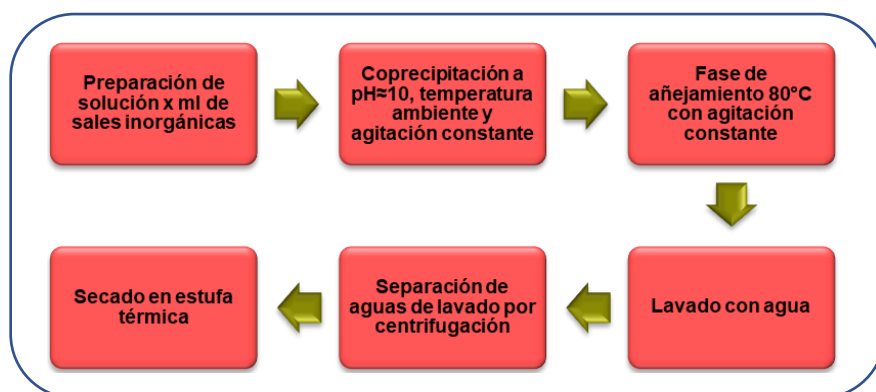 Preparación de
solución x ml de
sales inorgánicas
Coprecipitación a
pH≈10, temperatura
ambiente y
agitación constante
Fase de
añejamiento 80°C
con agitación
constante
Lavado con agua
Separación de
aguas de lavado por
centrifugación
Secado en estufa
térmica